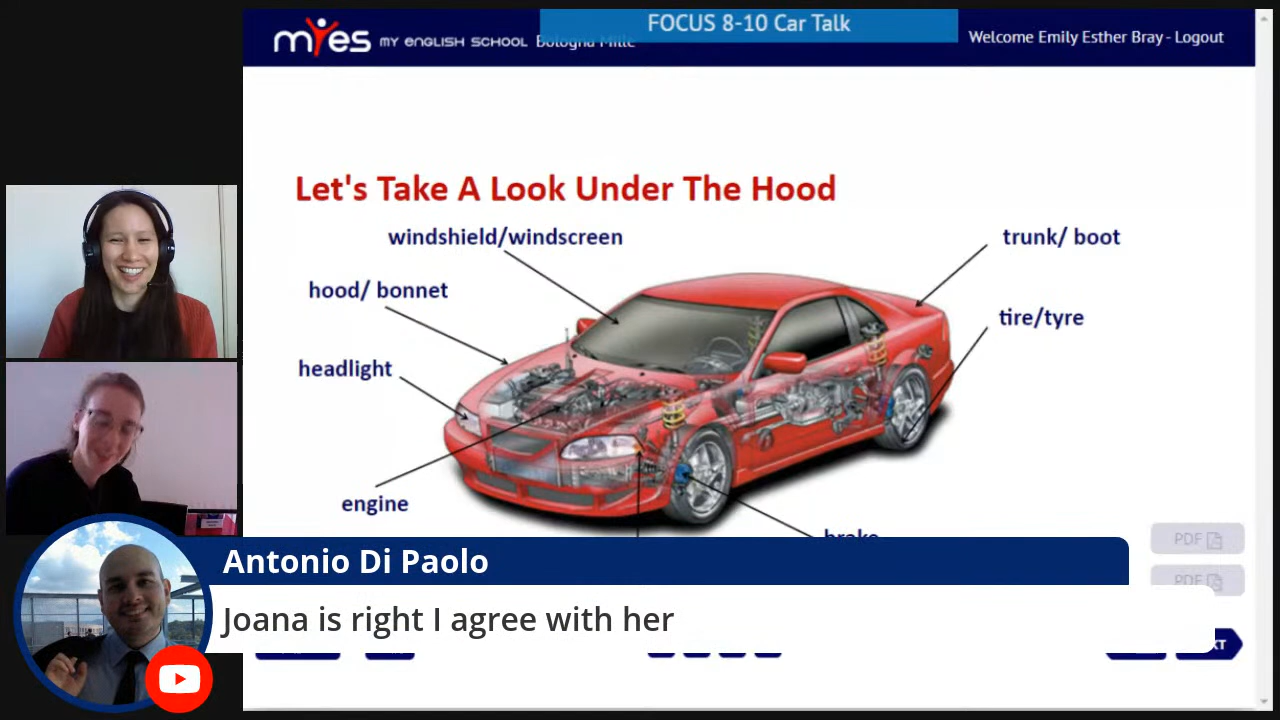 FOCUS 8-10 Car Talk
myes MY ENGLISH SCHOOL Bologna Mille
Welcome Emily Esther Bray - Logout
Let's Take A Look Under The Hood
windshield/windscreen
trunk/ boot
hood/ bonnet
tire/tyre
headlight
engine
brake
PDF
PDF
Antonio Di Paolo
Joana is right I agree with her